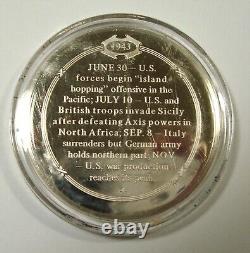 1943
JUNE 30 – U.S.
forces begin "island
hopping" offensive in
the Pacific; JULY 10 – U.S. and
British troops invade Sicily
after defeating Axis powers in
North Africa; SEP. 8 – Italy
surrenders but German army
holds northern part; NOV.
– U.S. war production
reaches its peak.